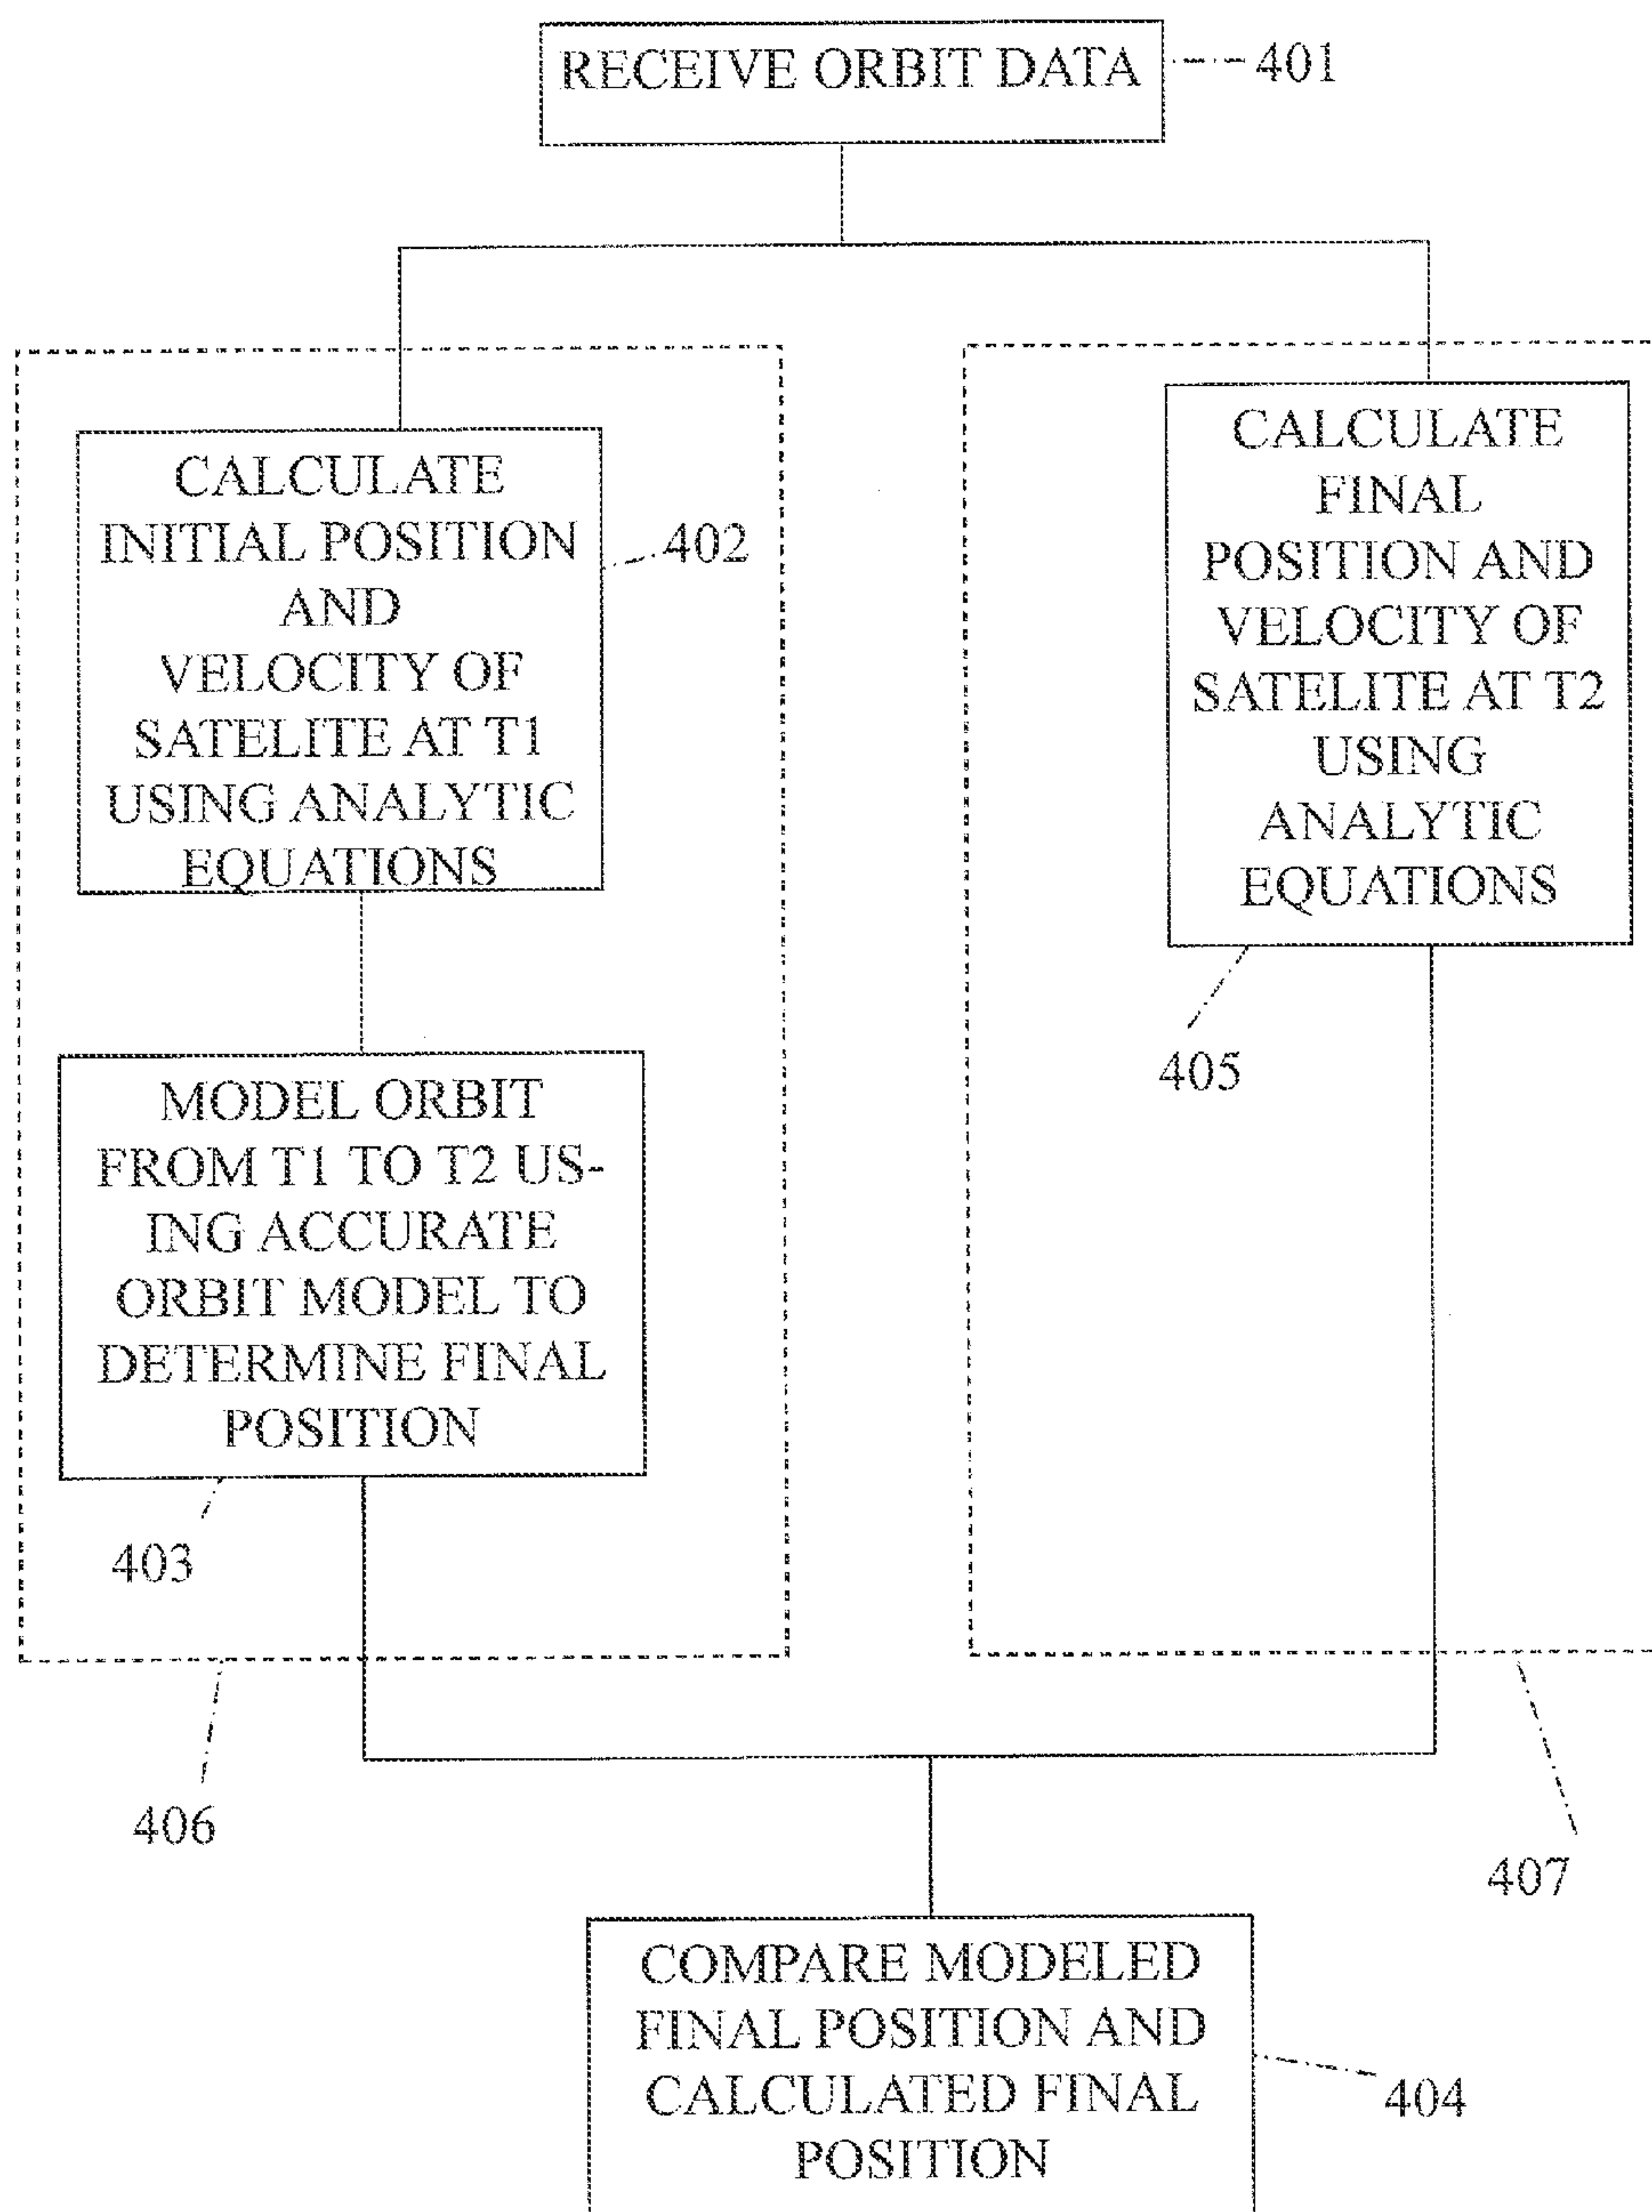 RECEIVE ORBIT DATA
401
CALCULATE
INITIAL POSITION
AND
VELOCITY OF
SATELITE AT T1
USING ANALYTIC
EQUATIONS
402
CALCULATE
FINAL
POSITION AND
VELOCITY OF
SATELITE AT T2
USING
ANALYTIC
EQUATIONS
405
MODEL ORBIT
FROM T1 TO T2 US-
ING ACCURATE
ORBIT MODEL TO
DETERMINE FINAL
POSITION
403
406
407
COMPARE MODELED
FINAL POSITION AND
CALCULATED FINAL
POSITION
404